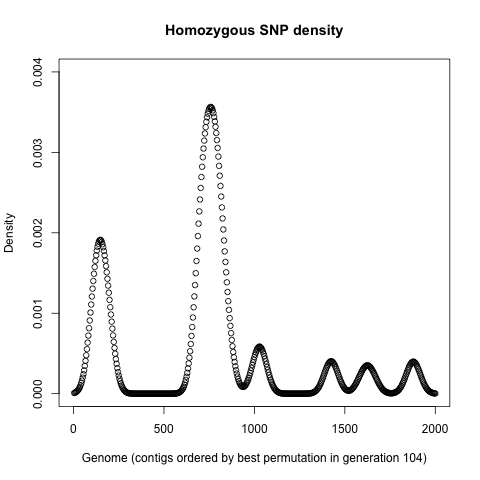 Homozygous SNP density
Density
0.004
0.003
0.002
0.001
0.000
0 500 1000 1500 2000
Genome (contigs ordered by best permutation in generation 104)